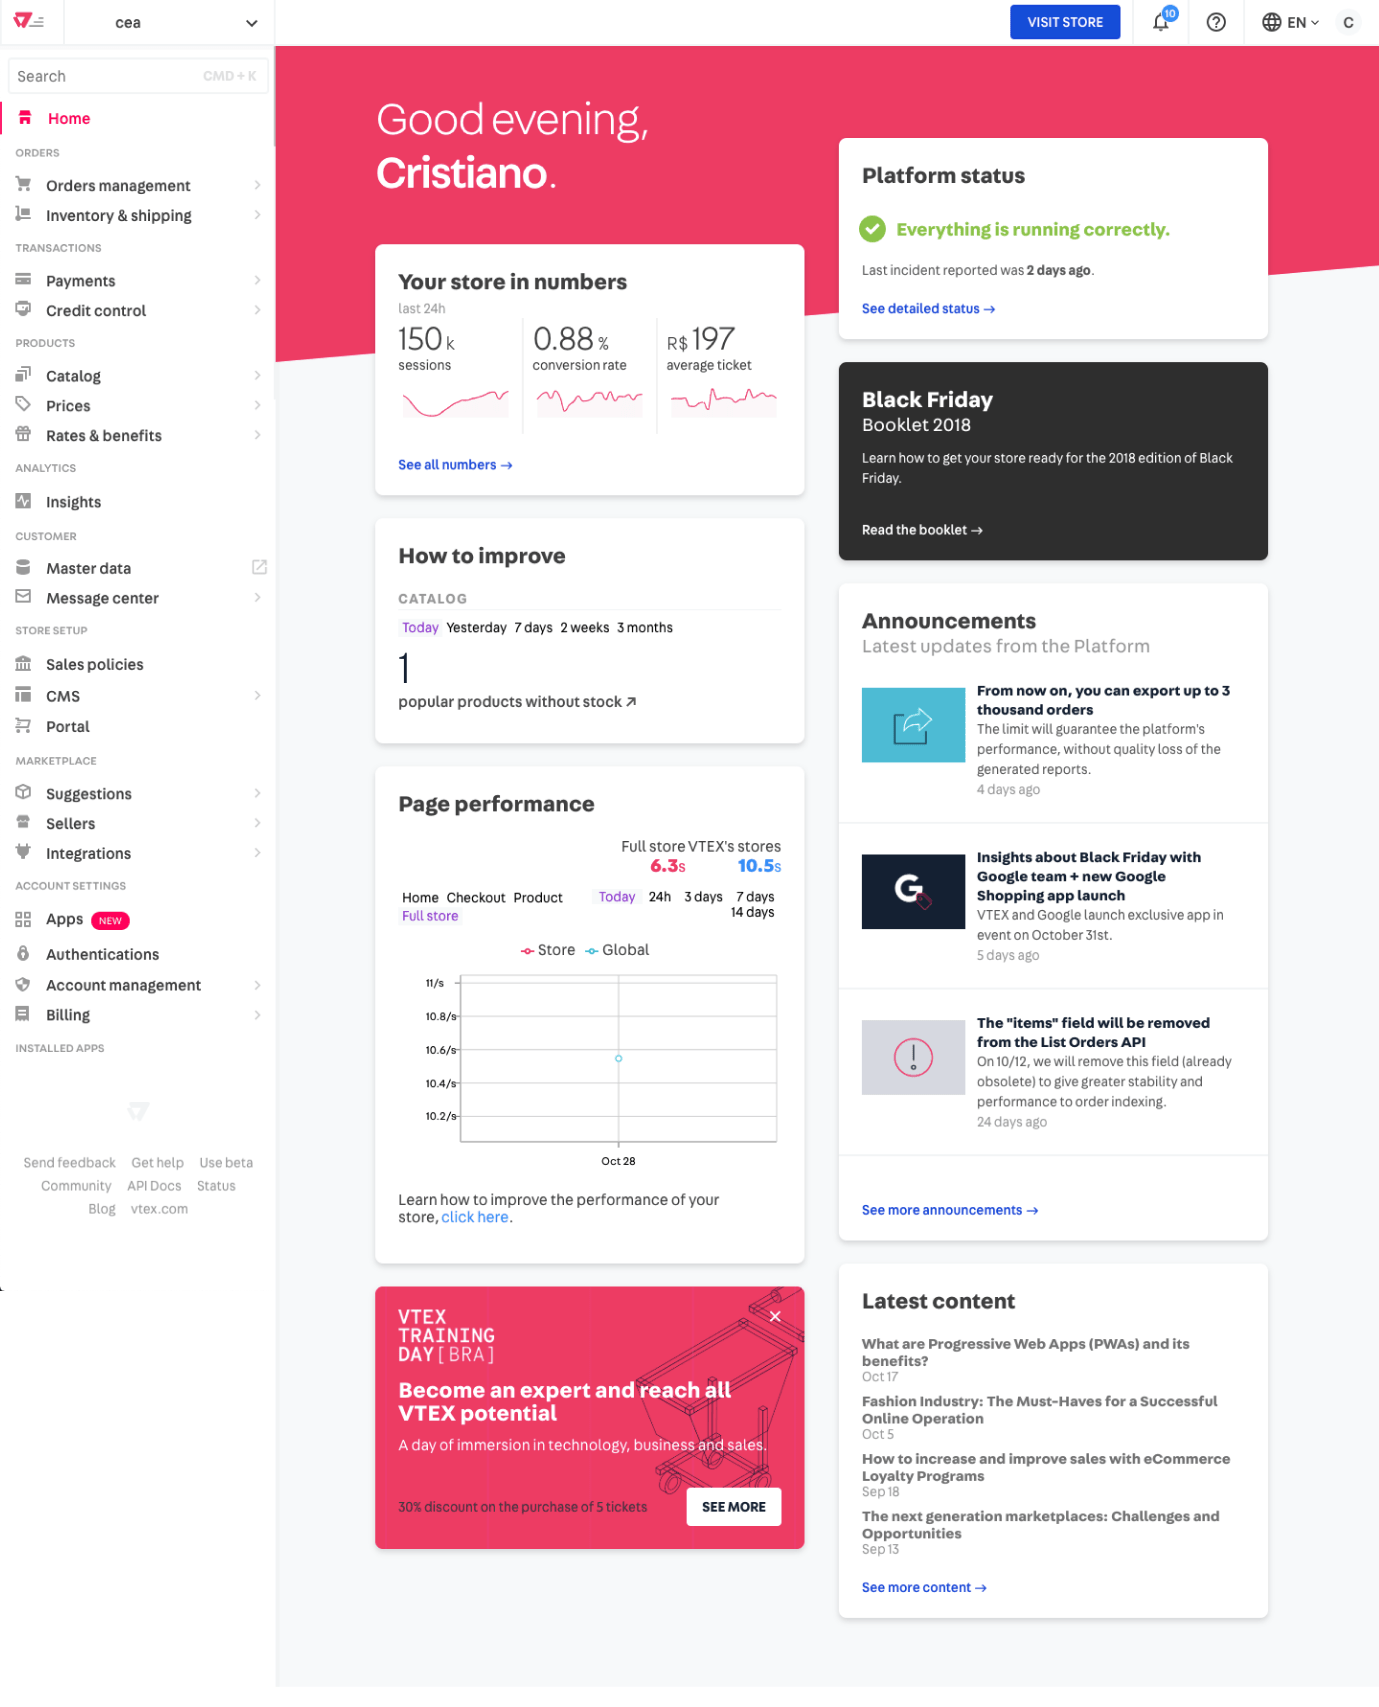 cea
VISIT STORE
10
EN
C
Search CMD + K
Home
ORDERS
Orders management
Inventory & shipping
TRANSACTIONS
Payments
Credit control
PRODUCTS
Catalog
Prices
Rates & benefits
ANALYTICS
Insights
CUSTOMER
Master data
Message center
STORE SETUP
Sales policies
CMS
Portal
MARKETPLACE
Suggestions
Sellers
Integrations
ACCOUNT SETTINGS
Apps NEW
Authentications
Account management
Billing
INSTALLED APPS
Send feedback Get help Use beta
Community API Docs Status
Blog vtex.com
Good evening,
Cristiano.
Your store in numbers
last 24h
150 k 0.88 % R$ 197
sessions conversion rate average ticket
See all numbers →
How to improve
CATALOG
Today Yesterday 7 days 2 weeks 3 months
1
popular products without stock ↗
Page performance
Full store VTEX's stores
6.3s 10.5s
Home Checkout Product
Full store
Today 24h 3 days 7 days
14 days
Store Global
11/s
10.8/s
10.6/s
10.4/s
10.2/s
Oct 28
Learn how to improve the performance of your
store, click here.
VTEX
TRAINING
DAY[BRA]
Become an expert and reach all
VTEX potential
A day of immersion in technology, business and sales.
30% discount on the purchase of 5 tickets
SEE MORE
Platform status
Everything is running correctly.
Last incident reported was 2 days ago.
See detailed status →
Black Friday
Booklet 2018
Learn how to get your store ready for the 2018 edition of Black
Friday.
Read the booklet →
Announcements
Latest updates from the Platform
From now on, you can export up to 3
thousand orders
The limit will guarantee the platform's
performance, without quality loss of the
generated reports.
4 days ago
G
Insights about Black Friday with
Google team + new Google
Shopping app launch
VTEX and Google launch exclusive app in
event on October 31st.
5 days ago
The "items" field will be removed
from the List Orders API
On 10/12, we will remove this field (already
obsolete) to give greater stability and
performance to order indexing.
24 days ago
See more announcements →
Latest content
What are Progressive Web Apps (PWAs) and its
benefits?
Oct 17
Fashion Industry: The Must-Haves for a Successful
Online Operation
Oct 5
How to increase and improve sales with eCommerce
Loyalty Programs
Sep 18
The next generation marketplaces: Challenges and
Opportunities
Sep 13
See more content →